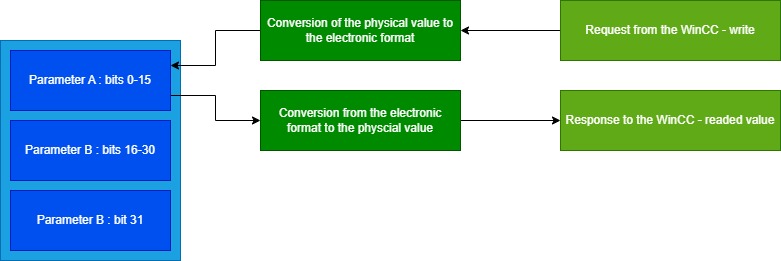 Conversion of the physical value to
the electronic format
Request from the WinCC - write
Parameter A : bits 0-15
Conversion from the electronic
format to the physcial value
Response to the WinCC - readed value
Parameter B : bits 16-30
Parameter B : bit 31